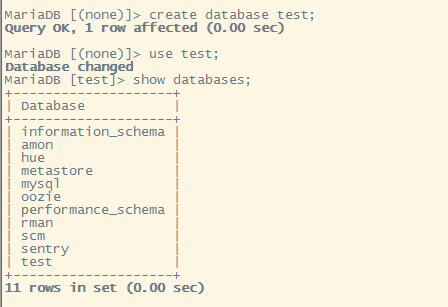 MariaDB [(none)]> create database test;
Query OK, 1 row affected (0.00 sec)

MariaDB [(none)]> use test;
Database changed
MariaDB [test]> show databases;
+--------------------+
| Database           |
+--------------------+
| information_schema |
| amon               |
| hue                |
| metastore          |
| mysql              |
| oozie              |
| performance_schema |
| rman               |
| scm                |
| sentry             |
| test               |
+--------------------+
11 rows in set (0.00 sec)